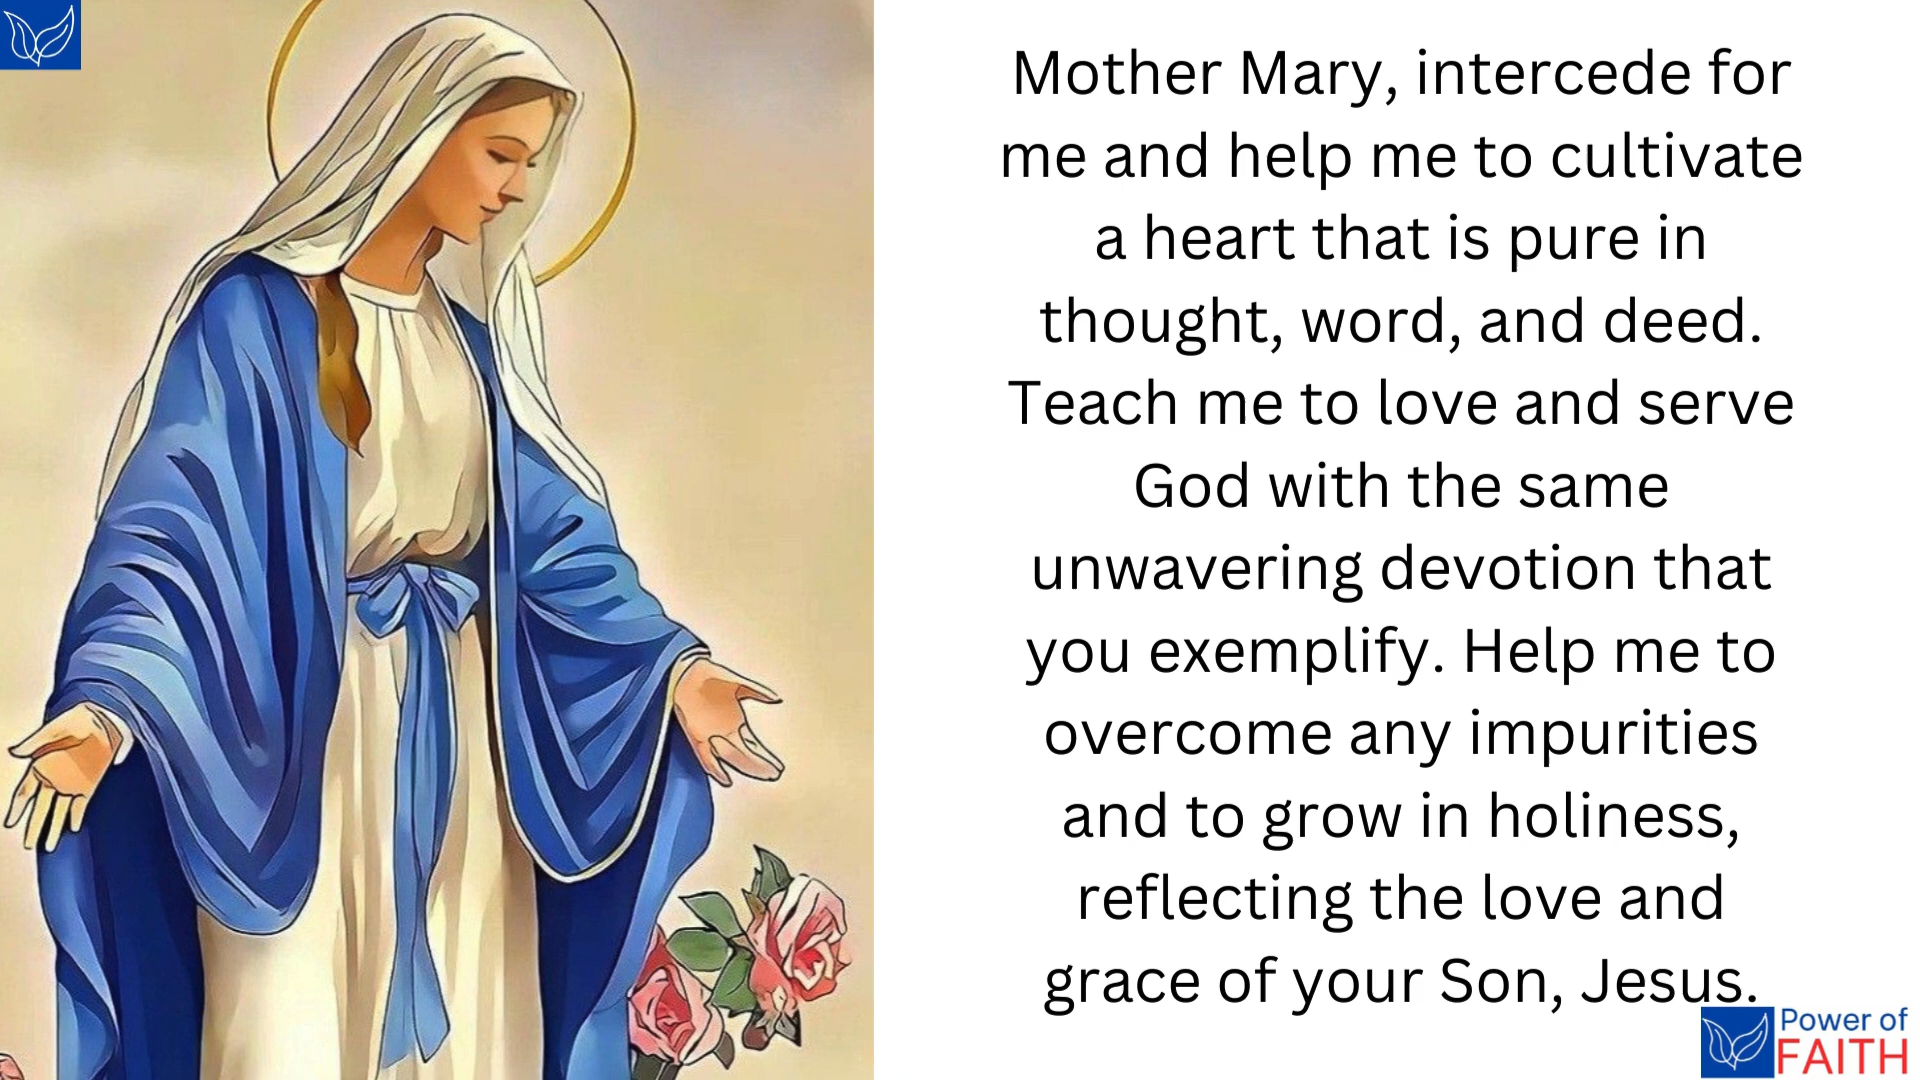 Mother Mary, intercede for
me and help me to cultivate
a heart that is pure in
thought, word, and deed.
Teach me to love and serve
God with the same
unwavering devotion that
you exemplify. Help me to
overcome any impurities
and to grow in holiness,
reflecting the love and
grace of your Son, Jesus.
Power of
FAITH